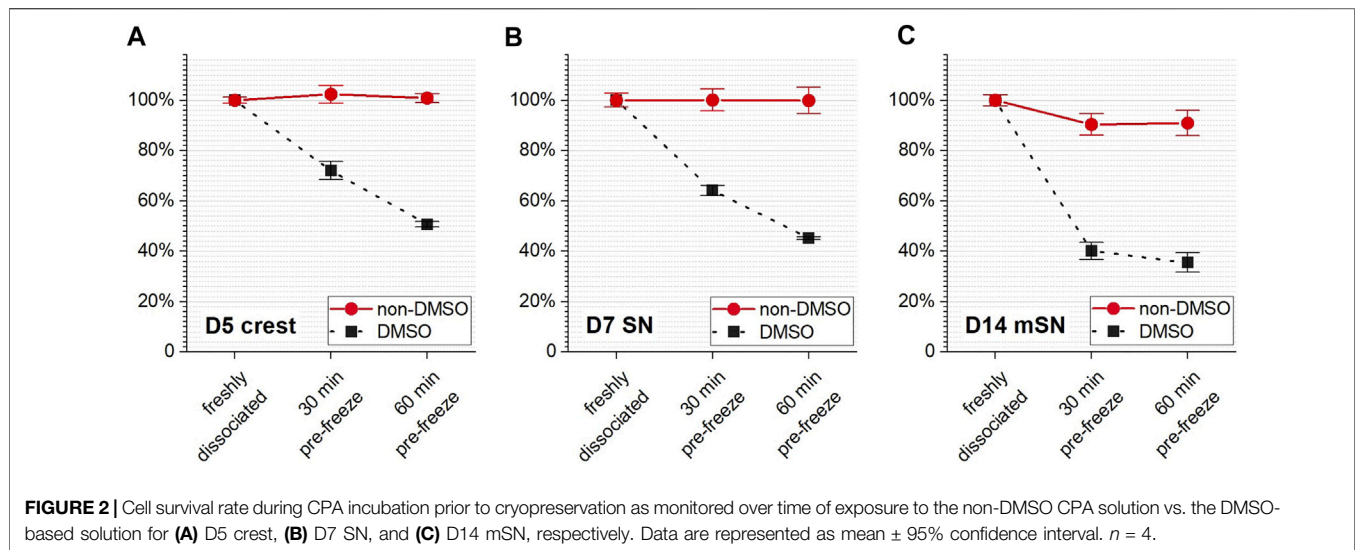 A
100%
80%
60%
40%
20%
0
D5 crest
non-DMSO
DMSO
freshly
dissociated
30 min
pre-freeze
60 min
pre-freeze
B
100%
80%
60%
40%
20%
0
D7 SN
non-DMSO
DMSO
freshly
dissociated
30 min
pre-freeze
60 min
pre-freeze
C
100%
80%
60%
40%
20%
0
D14 mSN
non-DMSO
DMSO
freshly
dissociated
30 min
pre-freeze
60 min
pre-freeze
FIGURE 2 | Cell survival rate during CPA incubation prior to cryopreservation as monitored over time of exposure to the non-DMSO CPA solution vs. the DMSO-
based solution for (A) D5 crest, (B) D7 SN, and (C) D14 mSN, respectively. Data are represented as mean ± 95% confidence interval. n = 4.